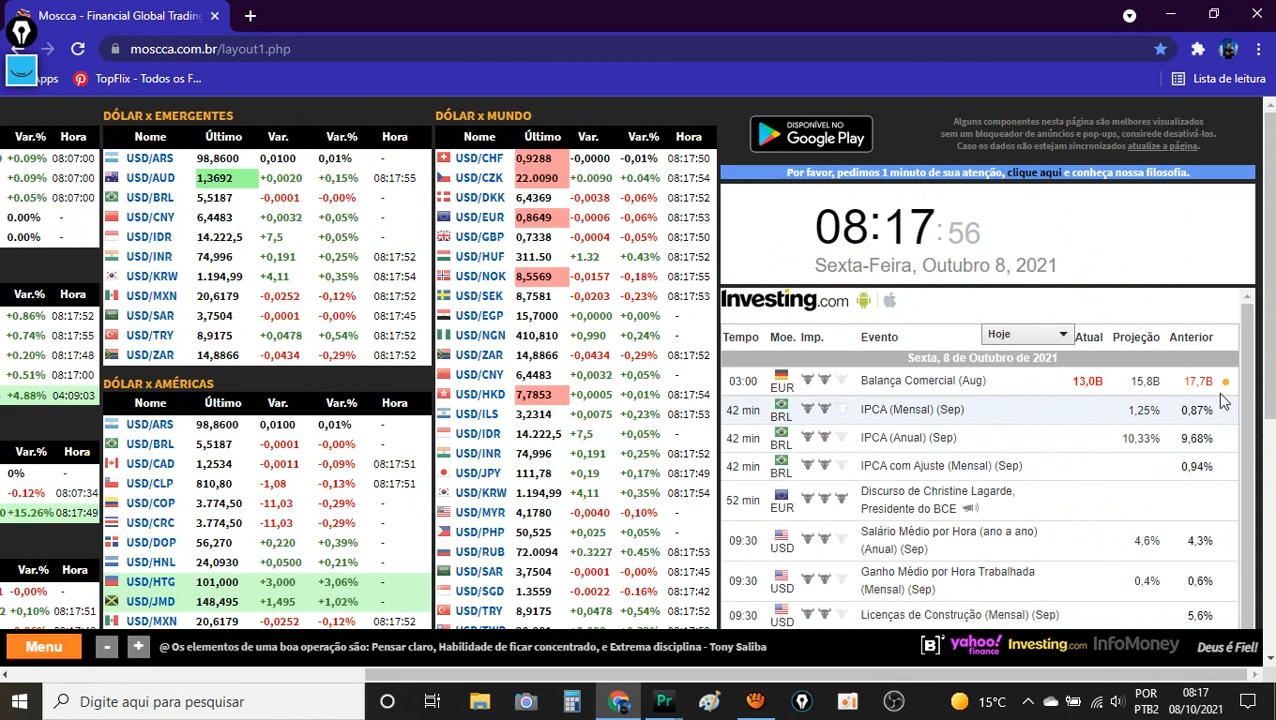 Moscca - Financial Global Trading
moscca.com.br/layout1.php
Apps TopFlix - Todos os F... Lista de leitura
Var.% Hora
+0.09% 08:07:00
+0.09% 08:07:00
+0.05% 08:07:00
0.00% -
0.00% -
Var.% Hora
+0.86% 08:17:52
+0.74% 08:17:55
+0.20% 08:17:48
+0.51% 08:17:00
+4.88% 04:09:03
Var.% Hora
0% -
-0.12% 08:07:34
+15.26% 08:17:49
Var.% Hora
-0,00% -
+0,10% 08:17:51
DÓLAR x EMERGENTES
Nome Último Var. Var.% Hora
USD/ARS 98,8600 0,0100 0,01% -
USD/AUD 1,3692 +0,0020 +0,15% 08:17:55
USD/BRL 5,5187 -0,0001 -0,00% -
USD/CNY 6,4483 +0,0032 +0,05% -
USD/IDR 14.222,5 +7,5 +0,05% -
USD/INR 74,996 +0,191 +0,25% 08:17:52
USD/KRW 1.194,99 +4,11 +0,35% 08:17:54
USD/MXN 20,6179 -0,0252 -0,12% 08:17:52
USD/SAR 3,7504 -0,0001 -0,00% 08:17:45
USD/TRY 8,9175 +0,0478 +0,54% 08:17:52
USD/ZAR 14,8866 -0,0434 -0,29% 08:17:52
DÓLAR x AMÉRICAS
Nome Último Var. Var.% Hora
USD/ARS 98,8600 0,0100 0,01% -
USD/BRL 5,5187 -0,0001 -0,00% -
USD/CAD 1,2534 -0,0011 -0,09% 08:17:51
USD/CLP 810,80 -1,08 -0,13% 08:17:51
USD/COP 3.774,50 -11,03 -0,29% -
USD/CRC 3.774,50 -11,03 -0,29% -
USD/DOP 56,270 +0,220 +0,39% -
USD/HNL 24,0930 +0,0500 +0,21% -
USD/HTG 101,000 +3,000 +3,06% -
USD/JMD 148,495 +1,495 +1,02% -
USD/MXN 20,6179 -0,0252 -0,12% 08:17:52
DÓLAR x MUNDO
Nome Último Var. Var.% Hora
USD/CHF 0,9288 -0,0000 -0,01% 08:17:50
USD/CZK 22.0090 +0.0090 +0.04% 08:17:52
USD/DKK 6,4369 -0,0038 -0,06% 08:17:52
USD/EUR 0,8649 -0,0006 -0,06% 08:17:53
USD/GBP 0,7338 -0,0004 -0,05% 08:17:50
USD/HUF 311.50 +1.32 +0.43% 08:17:52
USD/NOK 8,5569 -0,0157 -0,18% 08:17:55
USD/SEK 8,7581 -0,0203 -0,23% 08:17:53
USD/EGP 15,7000 +0,0000 +0,00% -
USD/NGN 410,810 +0,990 +0,24% -
USD/ZAR 14,8866 -0,0434 -0,29% 08:17:52
USD/CNY 6,4483 +0,0032 +0,05% -
USD/HKD 7,7853 +0,0005 +0,01% 08:17:54
USD/ILS 3,2314 +0,0075 +0,23% 08:17:53
USD/IDR 14.222,5 +7,5 +0,05% -
USD/INR 74,996 +0,191 +0,25% 08:17:52
USD/JPY 111,78 +0,19 +0,17% 08:17:49
USD/KRW 1.194,99 +4,11 +0,35% 08:17:54
USD/MYR 4,1780 -0,0040 -0,10% -
USD/PHP 50,525 +0,025 +0,05% -
USD/RUB 72.0094 +0.3227 +0.45% 08:17:53
USD/SAR 3,7504 -0,0001 -0,00% 08:17:45
USD/SGD 1.3559 -0.0022 -0.16% 08:17:42
USD/TRY 8,9175 +0,0478 +0,54% 08:17:52
DISPONÍVEL NO
Google Play
Alguns componentes nesta página são melhores visualizados
sem um bloqueador de anúncios e pop-ups, consirede desativá-los.
Caso os dados não estejam sincronizados atualize a página.
Por favor, pedimos 1 minuto de sua atenção, clique aqui e conheça nossa filosofia.
08:17:56
Sexta-Feira, Outubro 8, 2021
Investing.com
Tempo Moe. Imp. Evento Hoje Atual Projeção Anterior
Sexta, 8 de Outubro de 2021
03:00 EUR Balança Comercial (Aug) 13,0B 15,8B 17,7B
42 min BRL IPCA (Mensal) (Sep) 1,25% 0,87%
42 min BRL IPCA (Anual) (Sep) 10,33% 9,68%
42 min BRL IPCA com Ajuste (Mensal) (Sep) 0,94%
52 min EUR Discurso de Christine Lagarde,
Presidente do BCE
09:30 USD Salário Médio por Hora (ano a ano)
(Anual) (Sep) 4,6% 4,3%
09:30 USD Ganho Médio por Hora Trabalhada
(Mensal) (Sep) 0,4% 0,6%
09:30 USD Licenças de Construção (Mensal) (Sep) 5,6%
Menu - + @ Os elementos de uma boa operação são: Pensar claro, Habilidade de ficar concentrado, e Extrema disciplina - Tony Saliba
B yahoo! finance Investing.com InfoMoney Deus é Fiel!
Digite aqui para pesquisar
Pr
15°C
POR
PTB2
08:17
08/10/2021